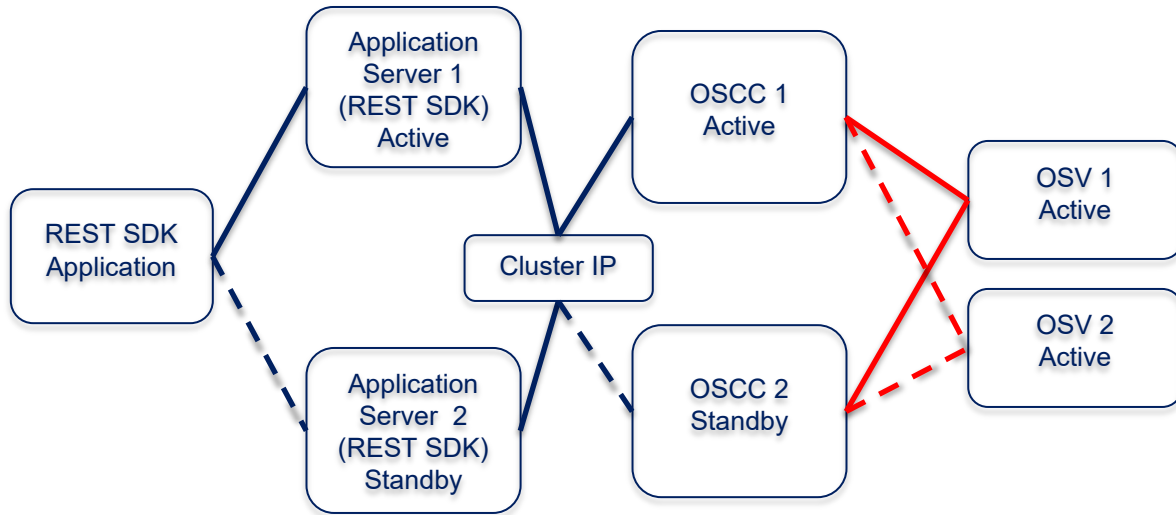 REST SDK
Application
Application
Server 1
(REST SDK)
Active
Application
Server 2
(REST SDK)
Standby
Cluster IP
OSCC 1
Active
OSCC 2
Standby
OSV 1
Active
OSV 2
Active